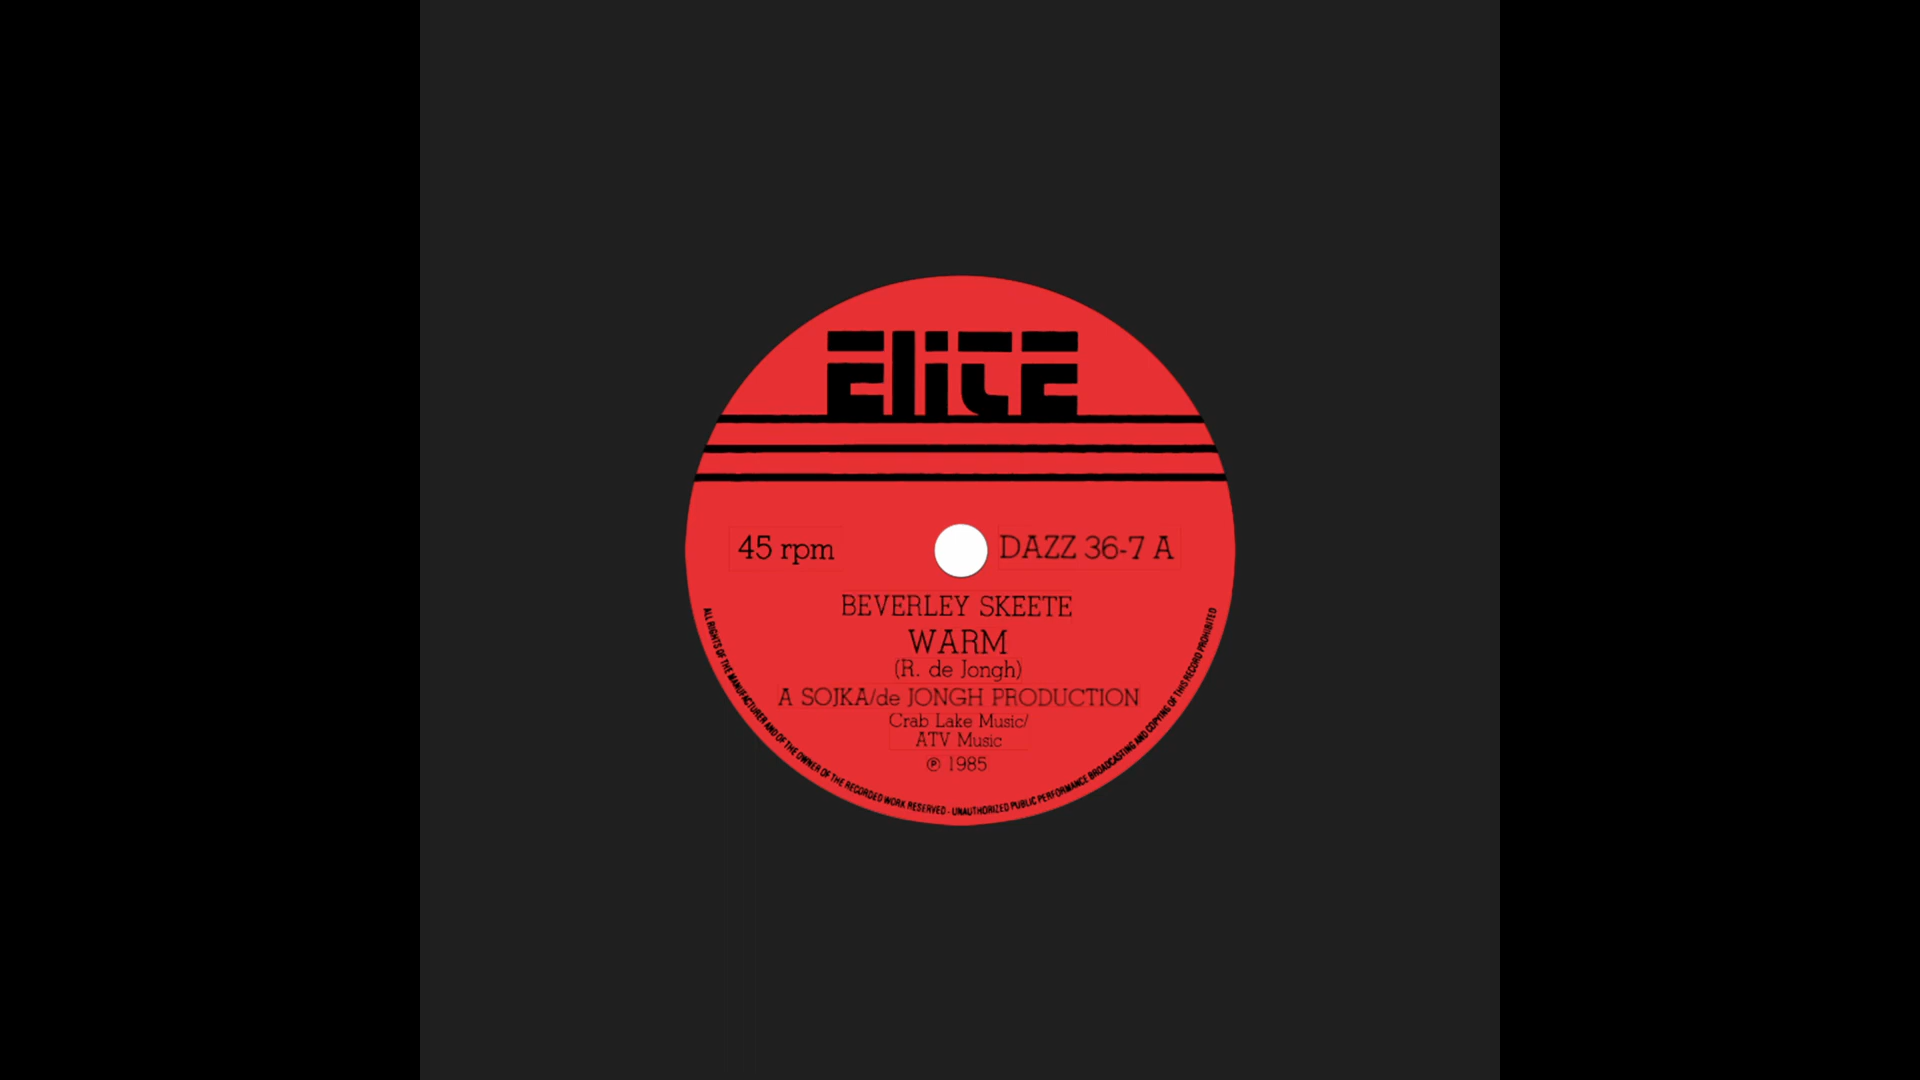 ELITE
45 rpm
DAZZ 36-7 A
BEVERLEY SKEETE
WARM
(R. de Jongh)
A SOJKA/de JONGH PRODUCTION
Crab Lake Music/
ATV Music
℗ 1985
ALL RIGHTS OF THE MANUFACTURER AND OF THE OWNER OF THE RECORDED WORK RESERVED - UNAUTHORIZED PUBLIC PERFORMANCE BROADCASTING AND COPYING OF THIS RECORD PROHIBITED